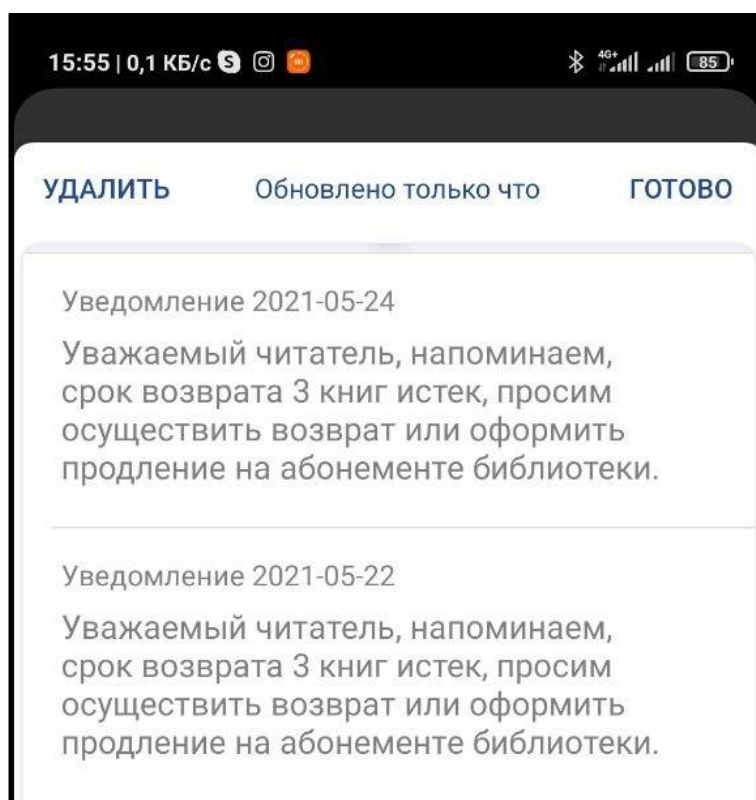 15:55 | 0,1 КБ/с
4G+
85
УДАЛИТЬ Обновлено только что ГОТОВО
Уведомление 2021-05-24
Уважаемый читатель, напоминаем,
срок возврата 3 книг истек, просим
осуществить возврат или оформить
продление на абонементе библиотеки.
Уведомление 2021-05-22
Уважаемый читатель, напоминаем,
срок возврата 3 книг истек, просим
осуществить возврат или оформить
продление на абонементе библиотеки.